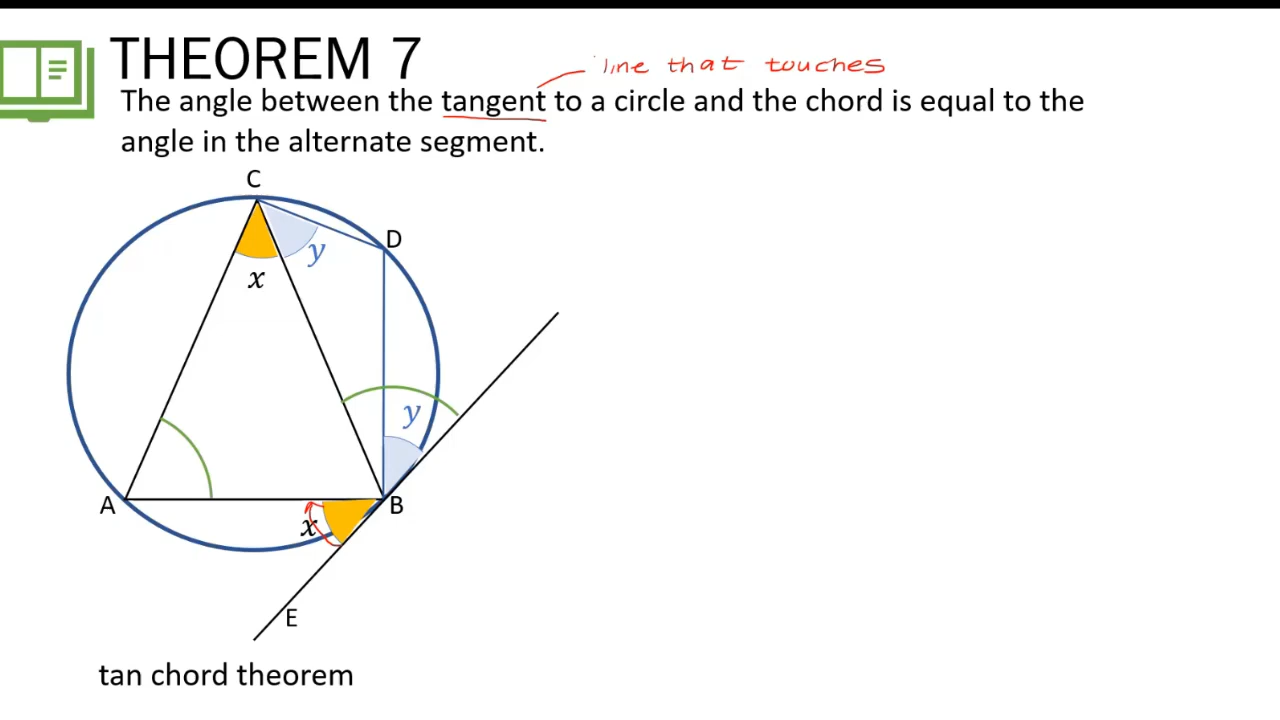 THEOREM 7
line that touches
The angle between the tangent to a circle and the chord is equal to the
angle in the alternate segment.
C
D
y
x
y
A
B
x
E
tan chord theorem